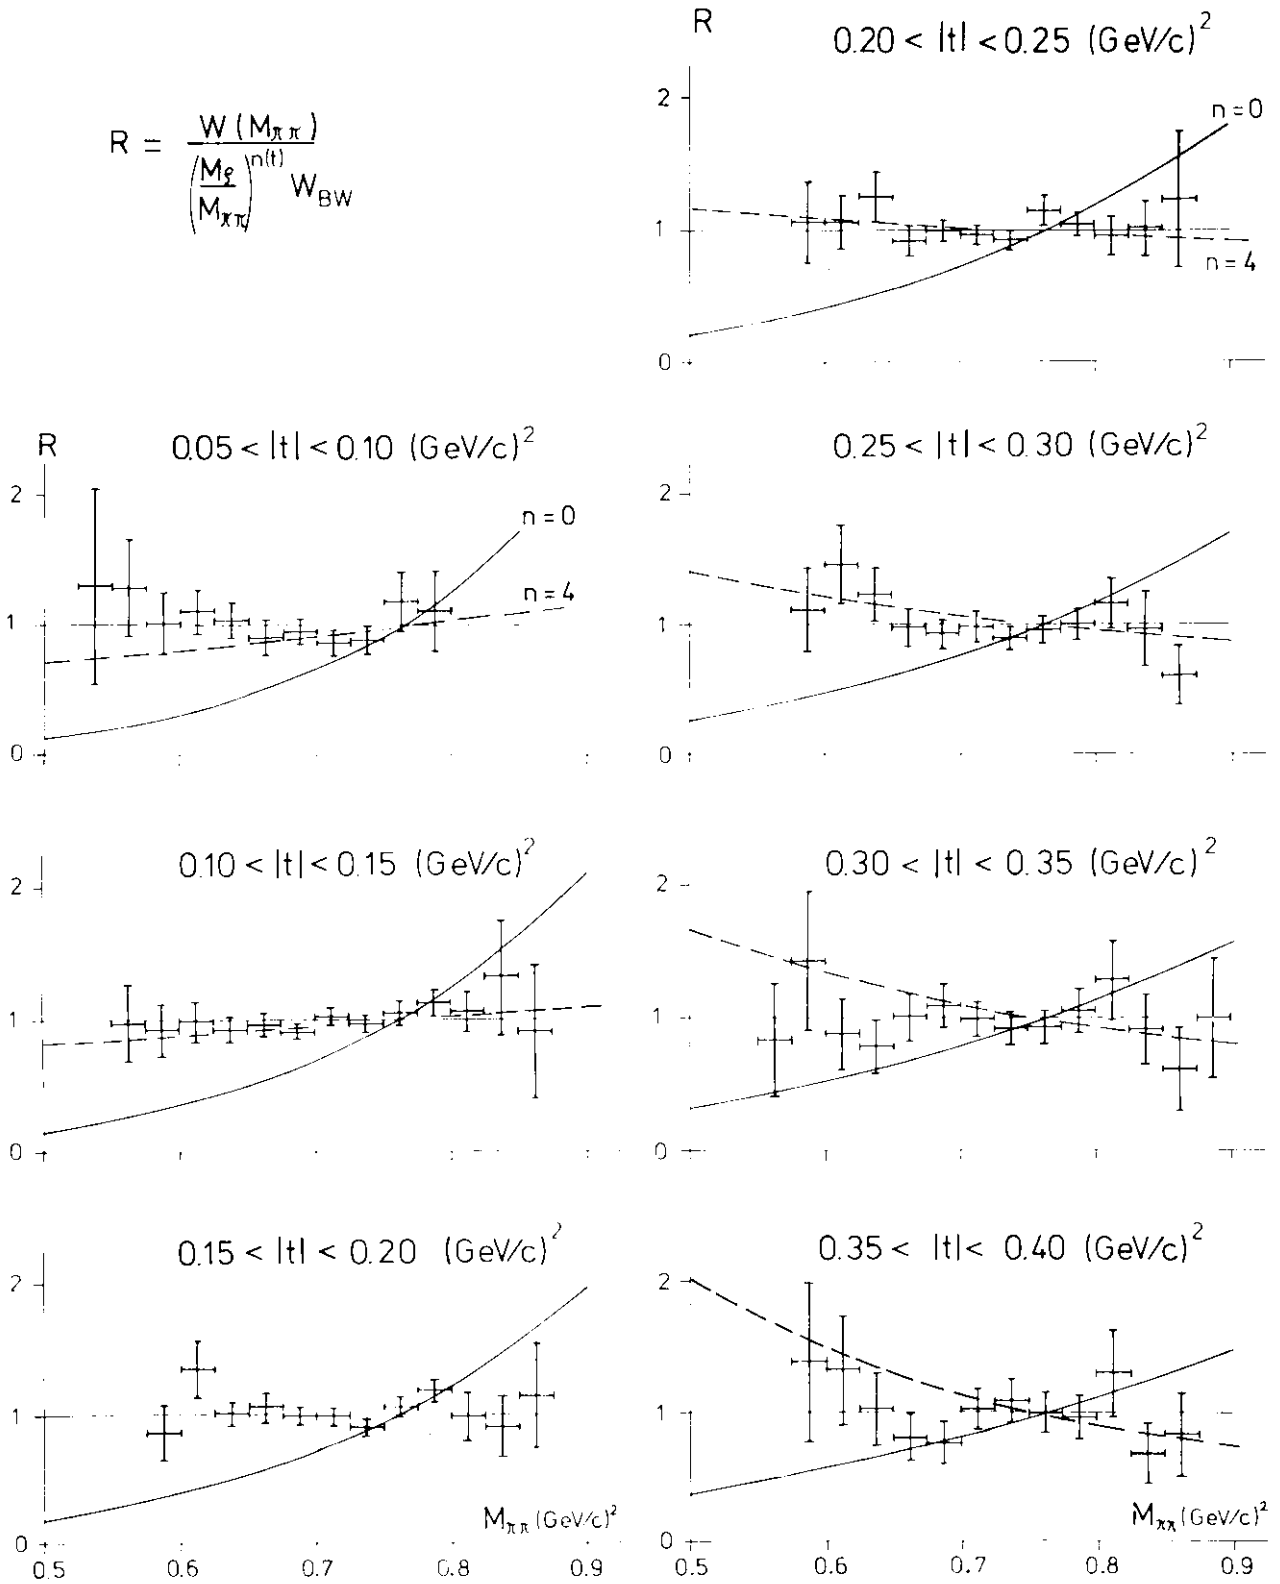 R = W (Mππ) / (Mρ/Mππ)^n(t) W_BW
R
0.20 < |t| < 0.25 (GeV/c)²
2
1
0
n=0
n=4
R
0.05 < |t| < 0.10 (GeV/c)²
2
1
0
n=0
n=4
0.25 < |t| < 0.30 (GeV/c)²
2
1
0
0.10 < |t| < 0.15 (GeV/c)²
2
1
0
0.30 < |t| < 0.35 (GeV/c)²
2
1
0
0.15 < |t| < 0.20 (GeV/c)²
2
1
0
Mππ (GeV/c)²
0.5 0.6 0.7 0.8 0.9
0.35 < |t| < 0.40 (GeV/c)²
2
1
0
Mππ (GeV/c)²
0.5 0.6 0.7 0.8 0.9